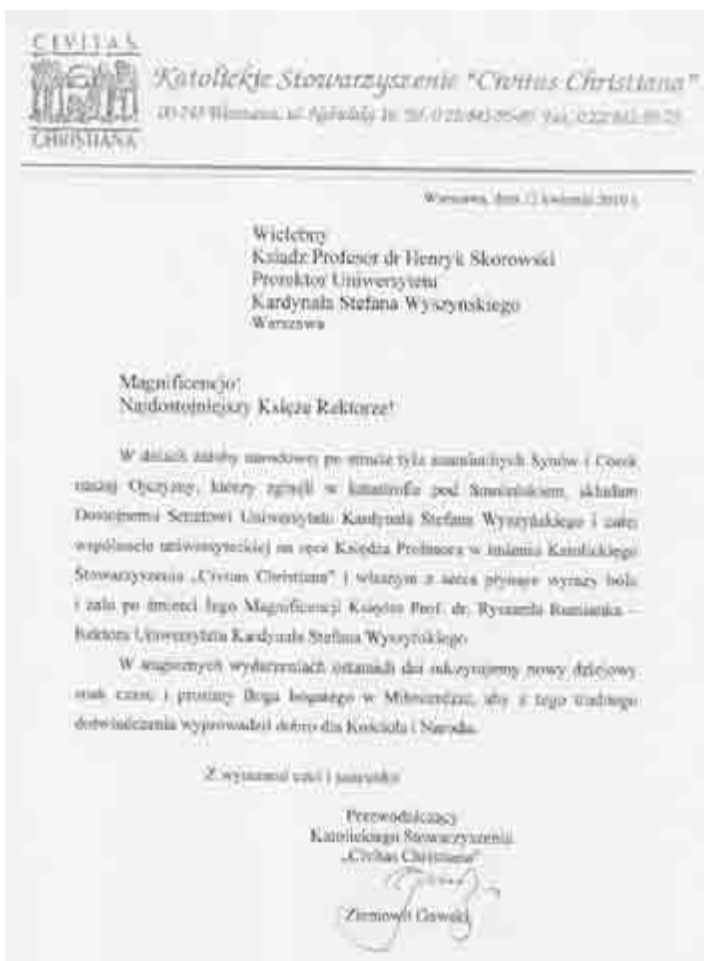 CIVITAS
CHRISTIANA
Katolickie Stowarzyszenie "Civitas Christiana"
Warszawa, dnia 12 kwietnia 2010 r.
Wielebny
Ksiądz Profesor dr Henryk Skorowski
Prorektor Uniwersytetu
Kardynała Stefana Wyszyńskiego
Warszawa
Magnificencjo!
Najdostojniejszy Księże Rektorze!
W dniach żałoby narodowej po stracie tylu znamienitych Synów i Córek
naszej Ojczyzny, którzy zginęli w katastrofie pod Smoleńskiem, składam
Dostojnemu Senatowi Uniwersytetu Kardynała Stefana Wyszyńskiego i całej
wspólnocie uniwersyteckiej na ręce Księdza Profesora w imieniu Katolickiego
Stowarzyszenia „Civitas Christiana” i własnym z serca płynące wyrazy bólu
i żalu po śmierci Jego Magnificencji Księdza Prof. dr. Ryszarda Rumianka –
Rektora Uniwersytetu Kardynała Stefana Wyszyńskiego
W tragicznych wydarzeniach ostatnich dni odczytujemy nowy dziejowy
znak czasu i prosimy Boga bogatego w Miłosierdzie, aby z tego trudnego
doświadczenia wyprowadził dobro dla Kościoła i Narodu.
Z wyrazami czci i szacunku
Przewodniczący
Katolickiego Stowarzyszenia
„Civitas Christiana”
Ziemowit Gawski